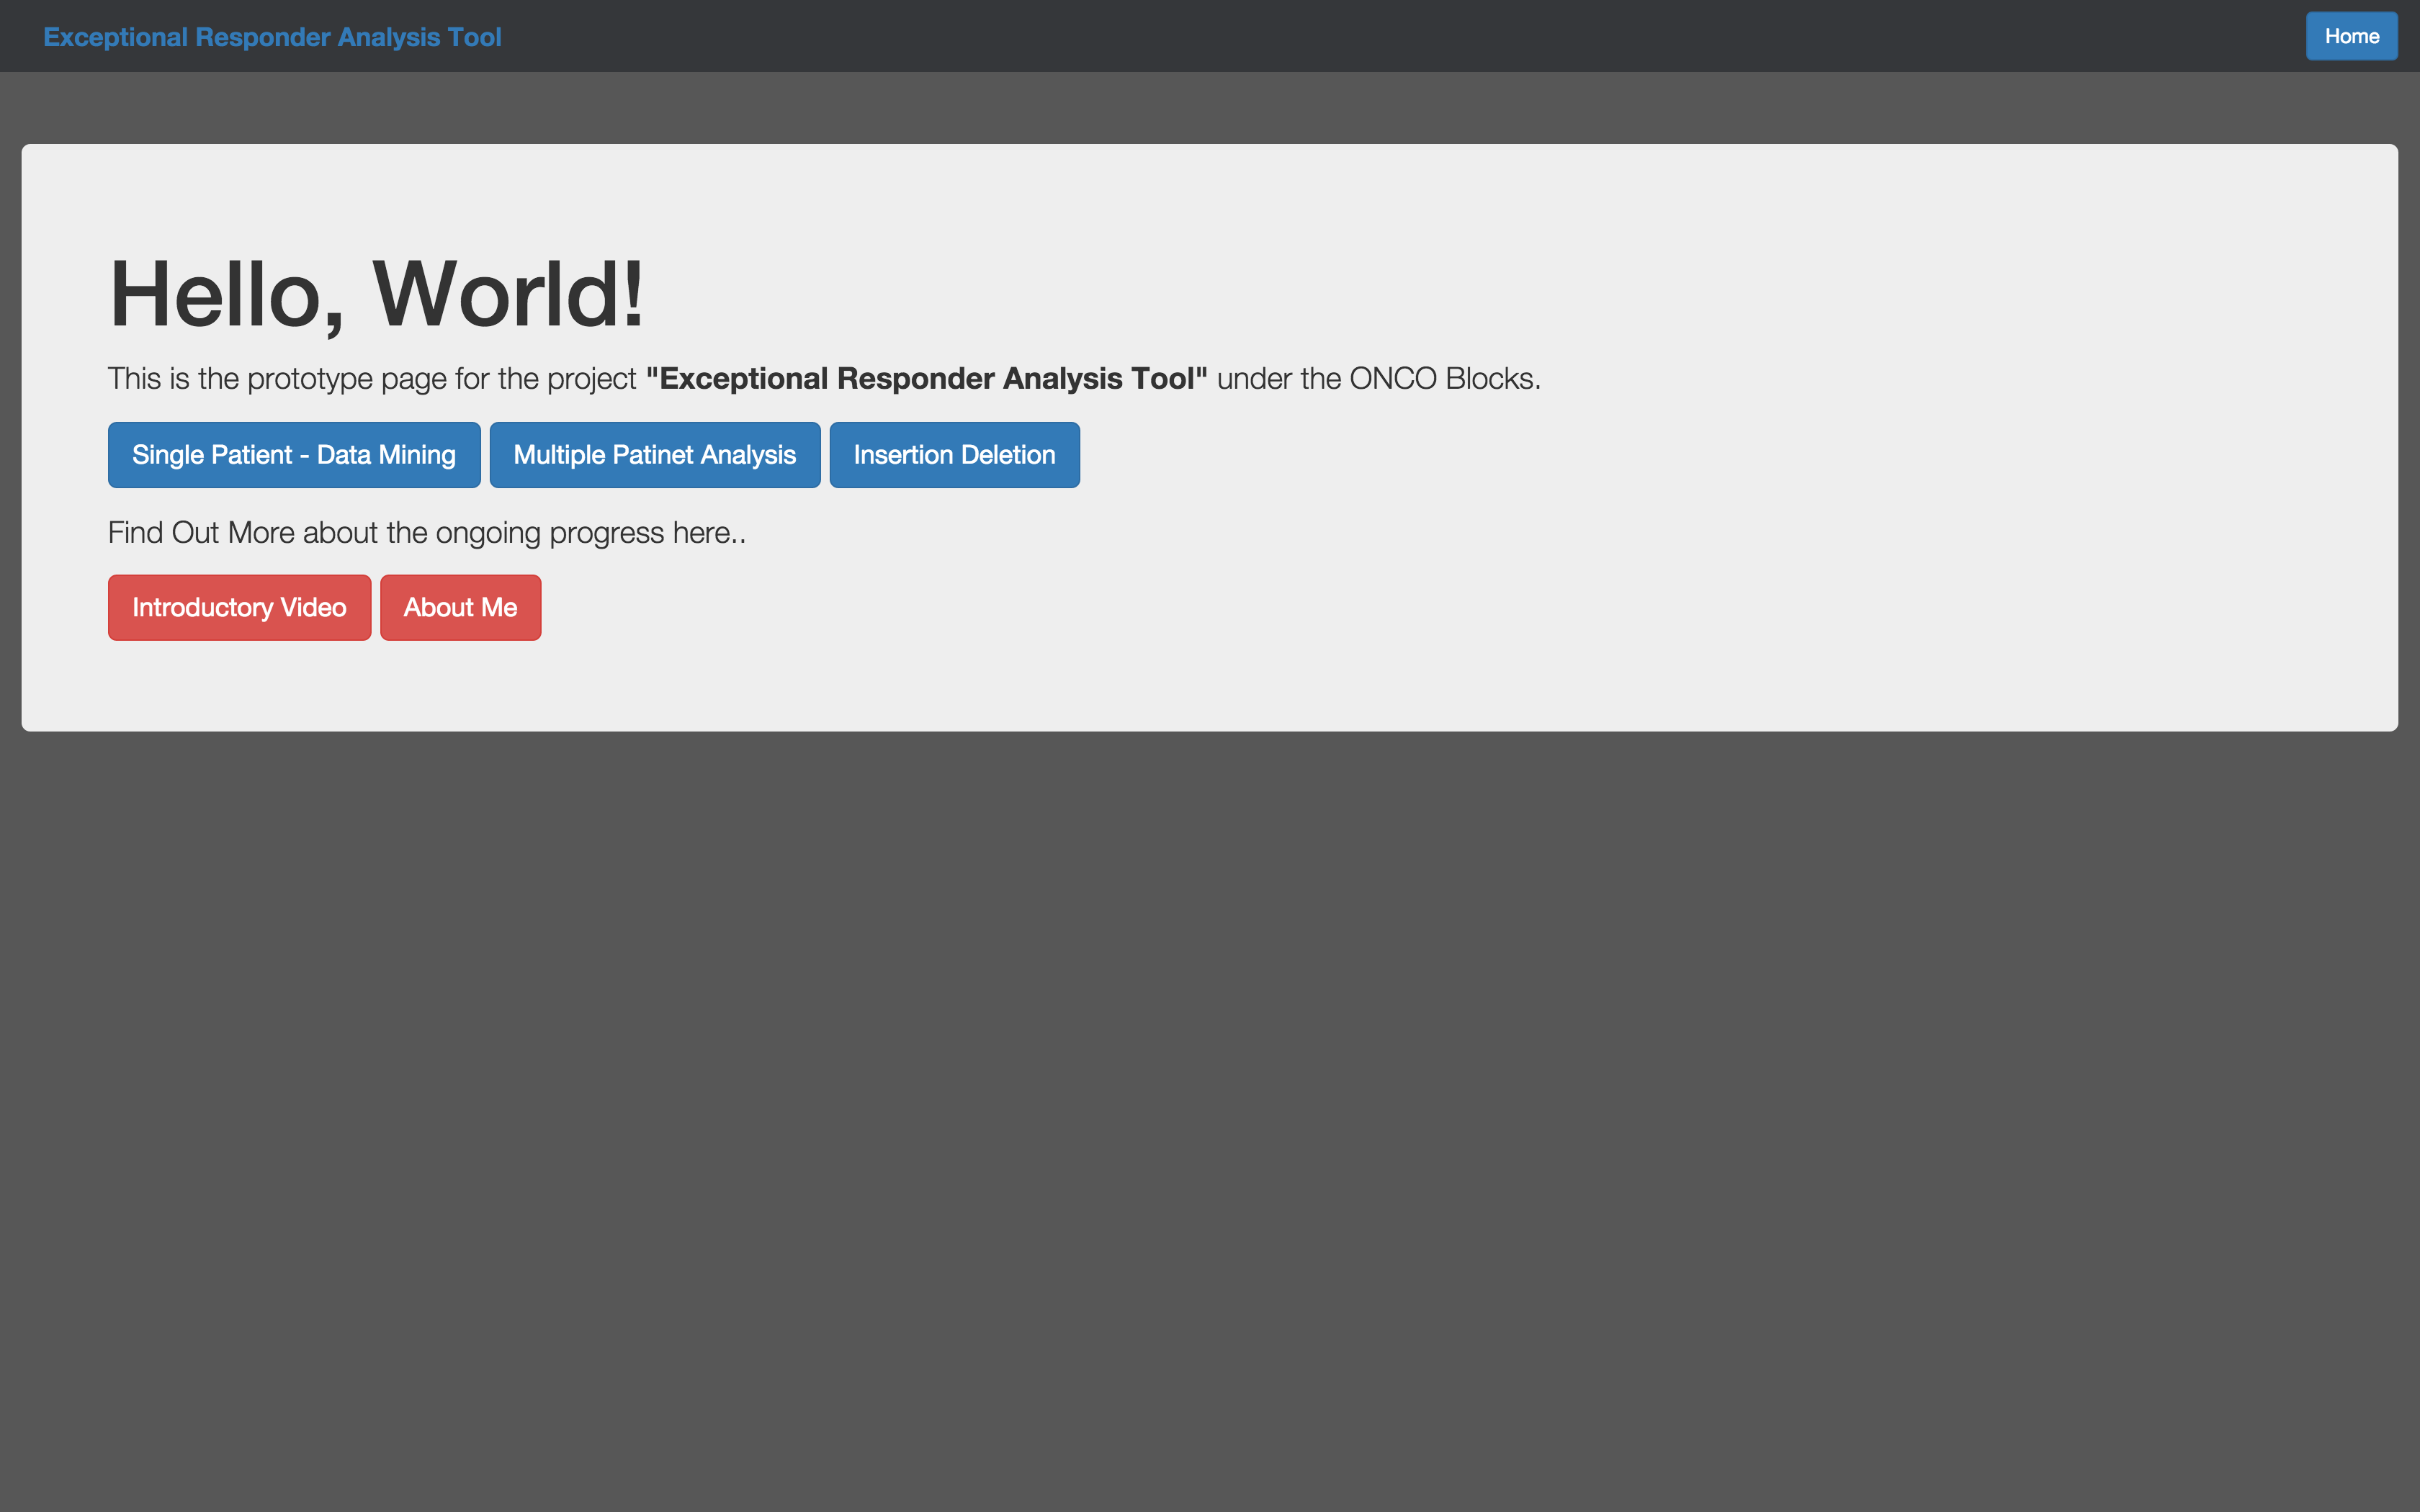 Exceptional Responder Analysis Tool
Home
Hello, World!
This is the prototype page for the project "Exceptional Responder Analysis Tool" under the ONCO Blocks.
Single Patient - Data Mining
Multiple Patinet Analysis
Insertion Deletion
Find Out More about the ongoing progress here..
Introductory Video
About Me